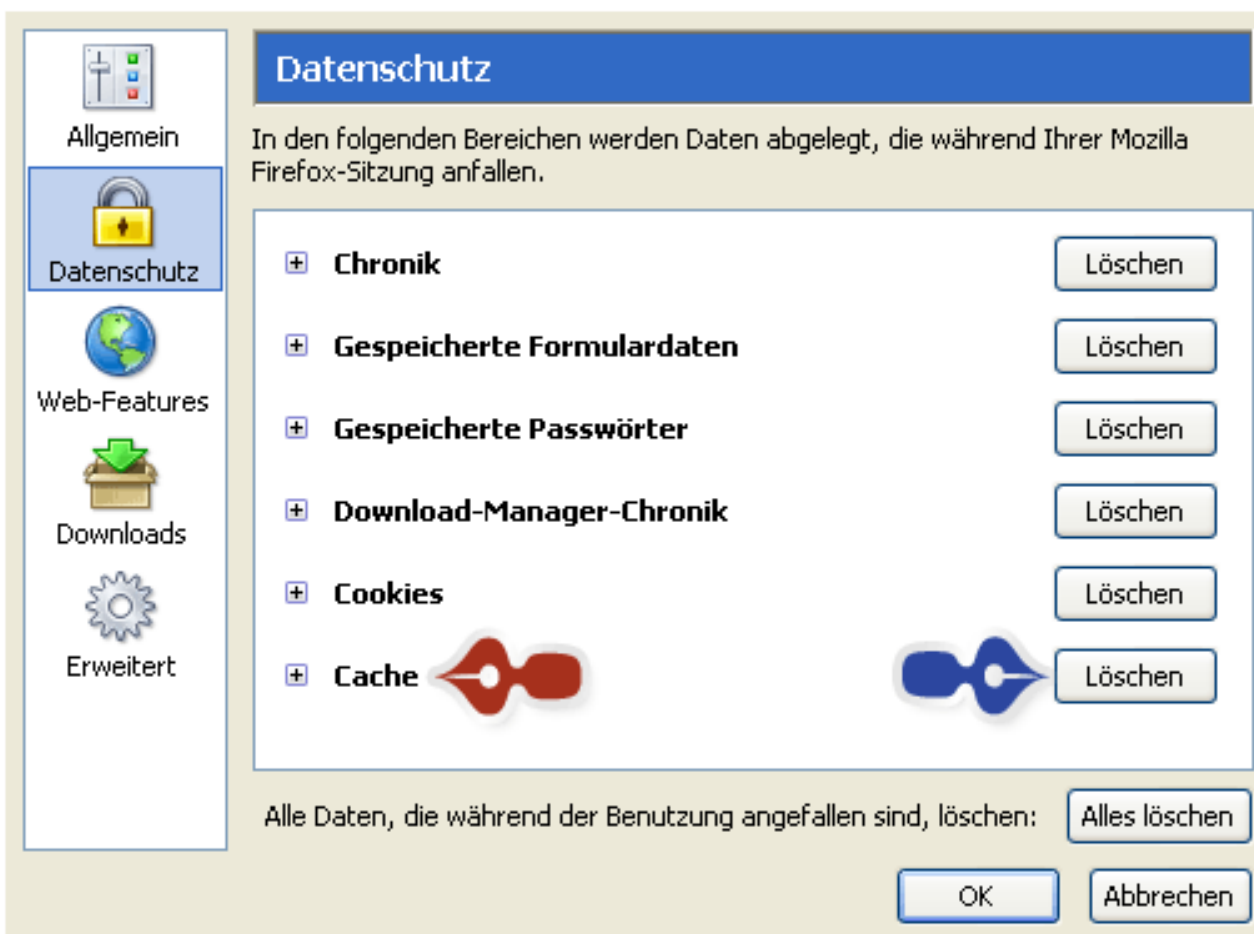 Allgemein
Datenschutz
Web-Features
Downloads
Erweitert
Datenschutz
In den folgenden Bereichen werden Daten abgelegt, die während Ihrer Mozilla
Firefox-Sitzung anfallen.
Chronik Löschen
Gespeicherte Formulardaten Löschen
Gespeicherte Passwörter Löschen
Download-Manager-Chronik Löschen
Cookies Löschen
Cache Löschen
Alle Daten, die während der Benutzung angefallen sind, löschen: Alles löschen
OK Abbrechen